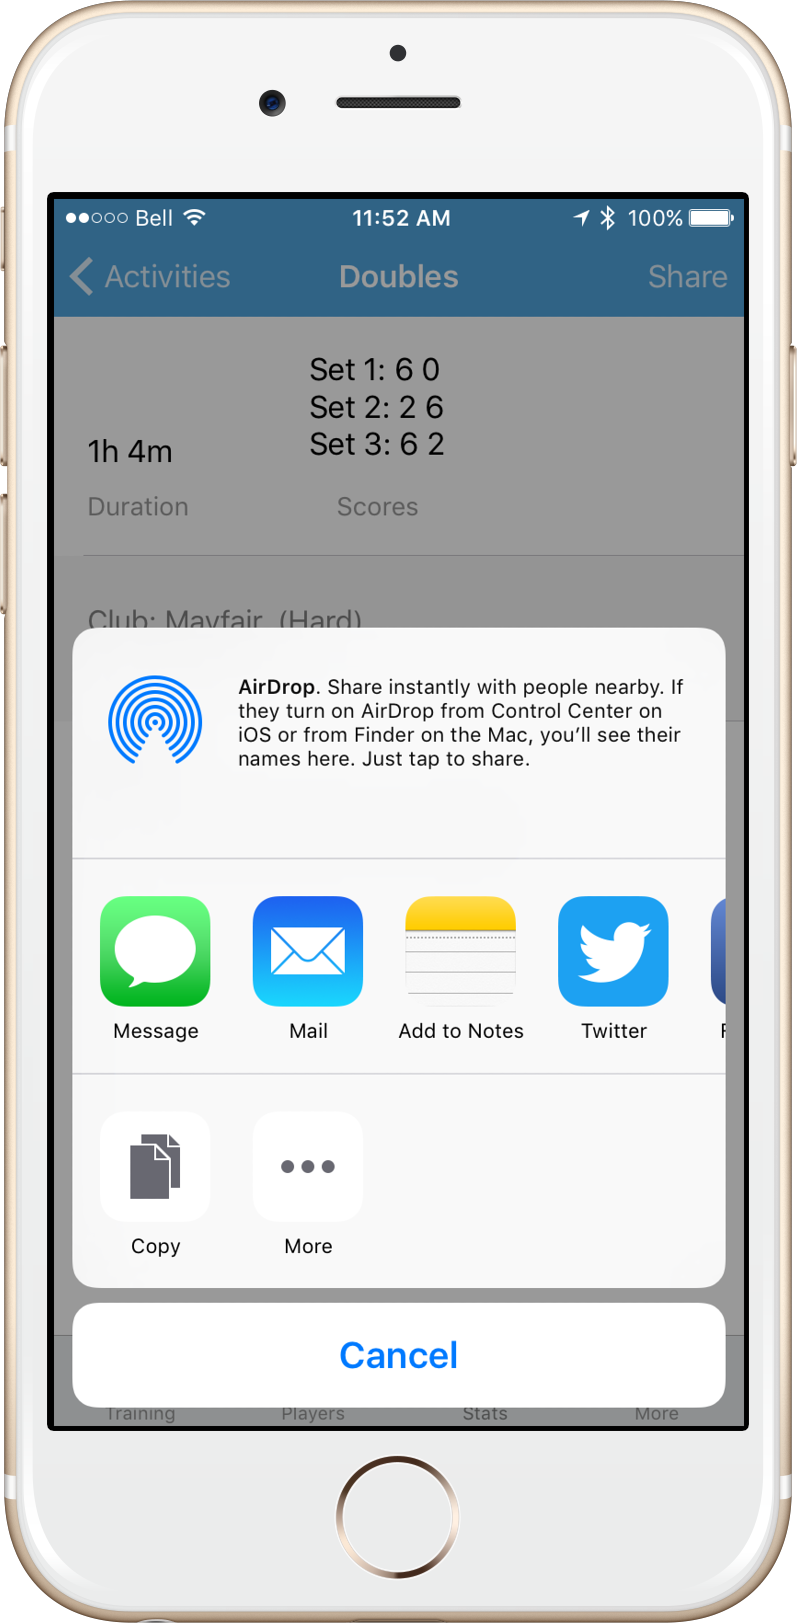 Bell 11:52 AM 100%
Activities Doubles Share
Set 1: 6 0
Set 2: 2 6
Set 3: 6 2
1h 4m
Duration Scores
Club: Mayfair (Hard)
AirDrop. Share instantly with people nearby. If
they turn on AirDrop from Control Center on
iOS or from Finder on the Mac, you’ll see their
names here. Just tap to share.
Message Mail Add to Notes Twitter
Copy More
Cancel
Training Players Stats More